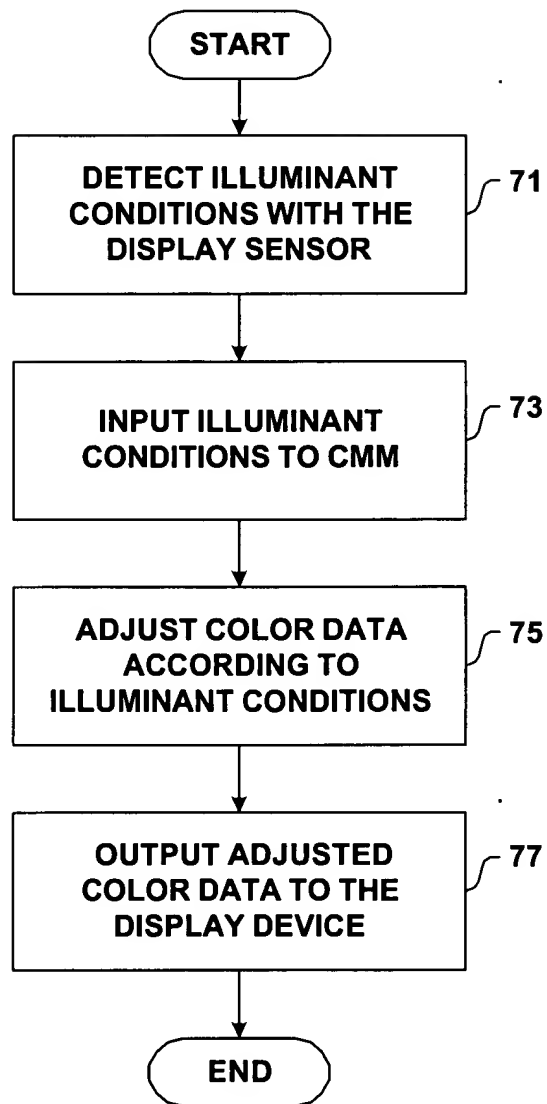 START
DETECT ILLUMINANT
CONDITIONS WITH THE
DISPLAY SENSOR
71
INPUT ILLUMINANT
CONDITIONS TO CMM
73
ADJUST COLOR DATA
ACCORDING TO
ILLUMINANT CONDITIONS
75
OUTPUT ADJUSTED
COLOR DATA TO THE
DISPLAY DEVICE
77
END